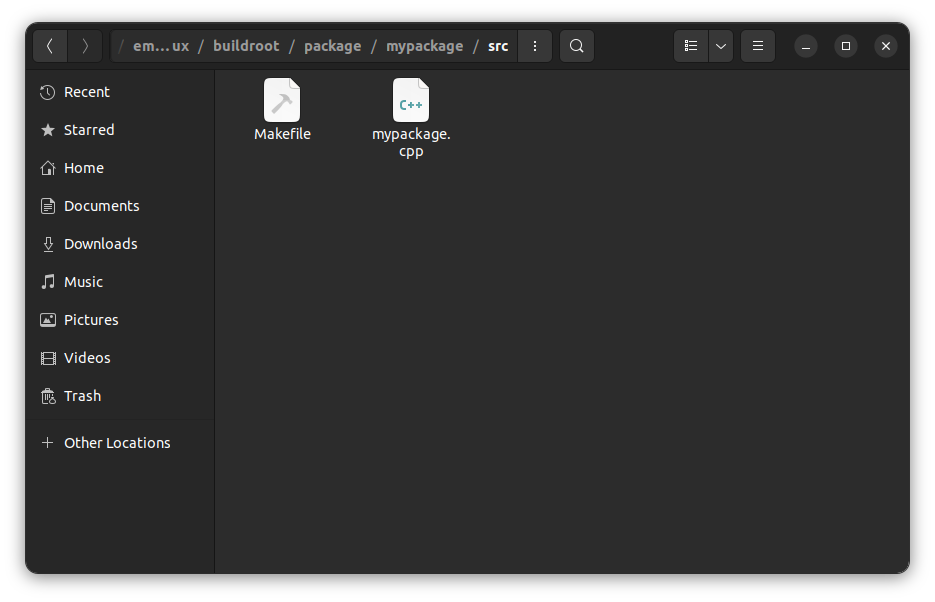 / em...ux / buildroot / package / mypackage / src
Recent
Starred
Home
Documents
Downloads
Music
Pictures
Videos
Trash
Other Locations
Makefile
C++
mypackage.
cpp